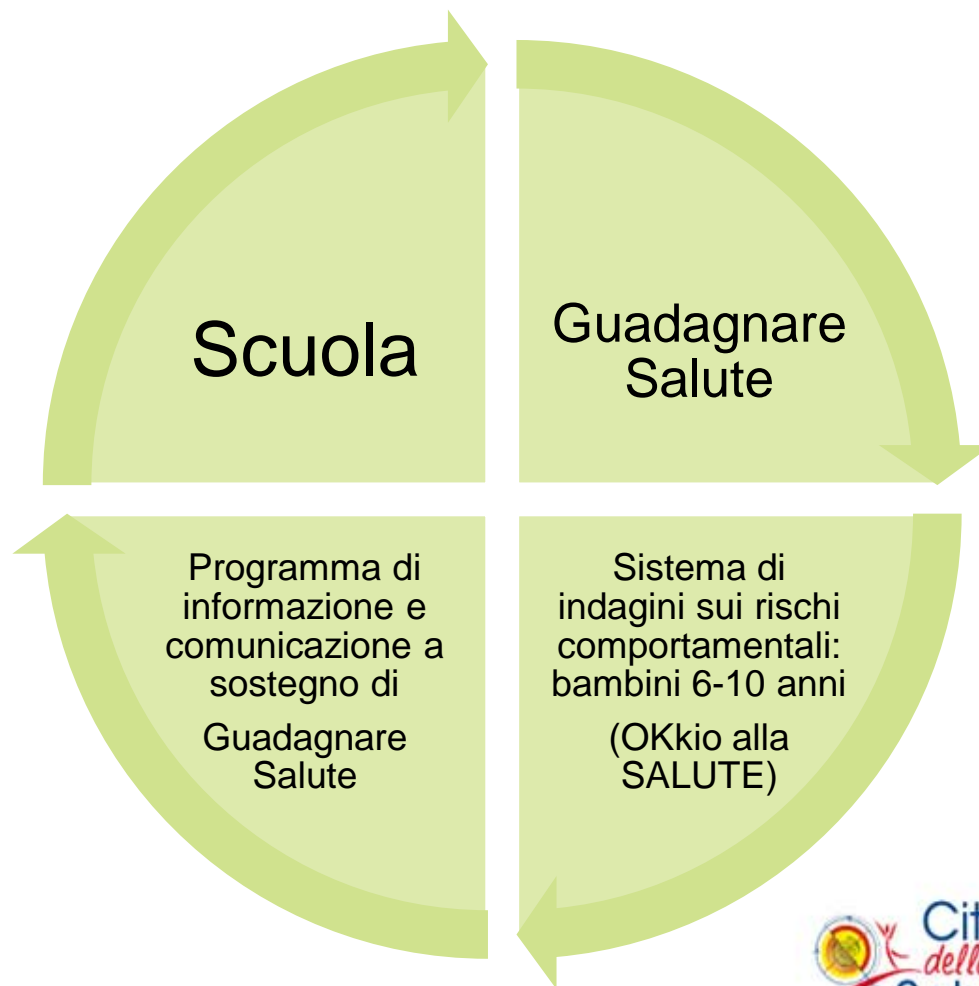 Scuola
Guadagnare
Salute
Programma di
informazione e
comunicazione a
sostegno di
Guadagnare
Salute
Sistema di
indagini sui rischi
comportamentali:
bambini 6-10 anni
(OKkio alla
SALUTE)